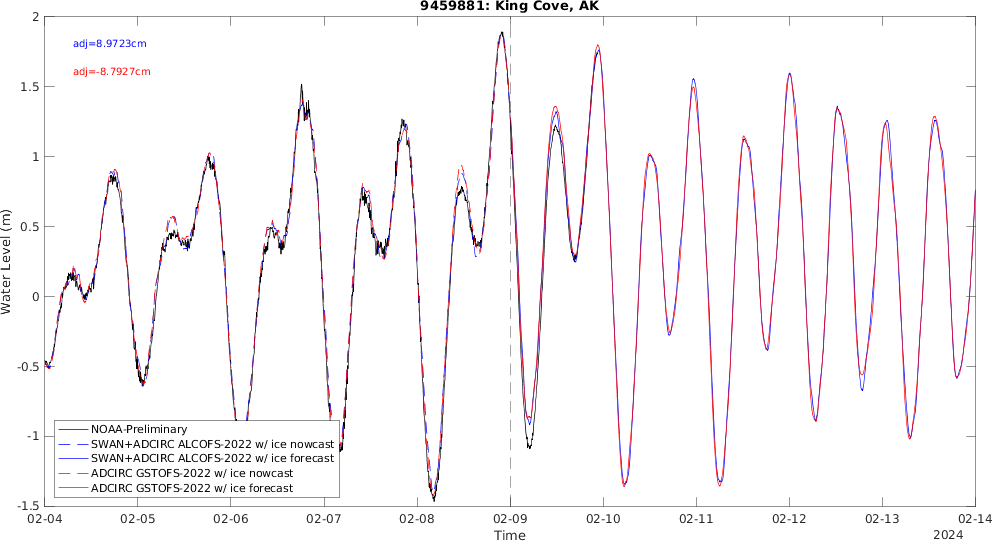 9459881: King Cove, AK
adj=8.9723cm
adj=-8.7927cm
Water Level (m)
2
1.5
1
0.5
0
-0.5
-1
-1.5
NOAA-Preliminary
SWAN+ADCIRC ALCOFS-2022 w/ ice nowcast
SWAN+ADCIRC ALCOFS-2022 w/ ice forecast
ADCIRC GSTOFS-2022 w/ ice nowcast
ADCIRC GSTOFS-2022 w/ ice forecast
02-04 02-05 02-06 02-07 02-08 02-09 02-10 02-11 02-12 02-13 02-14
Time
2024